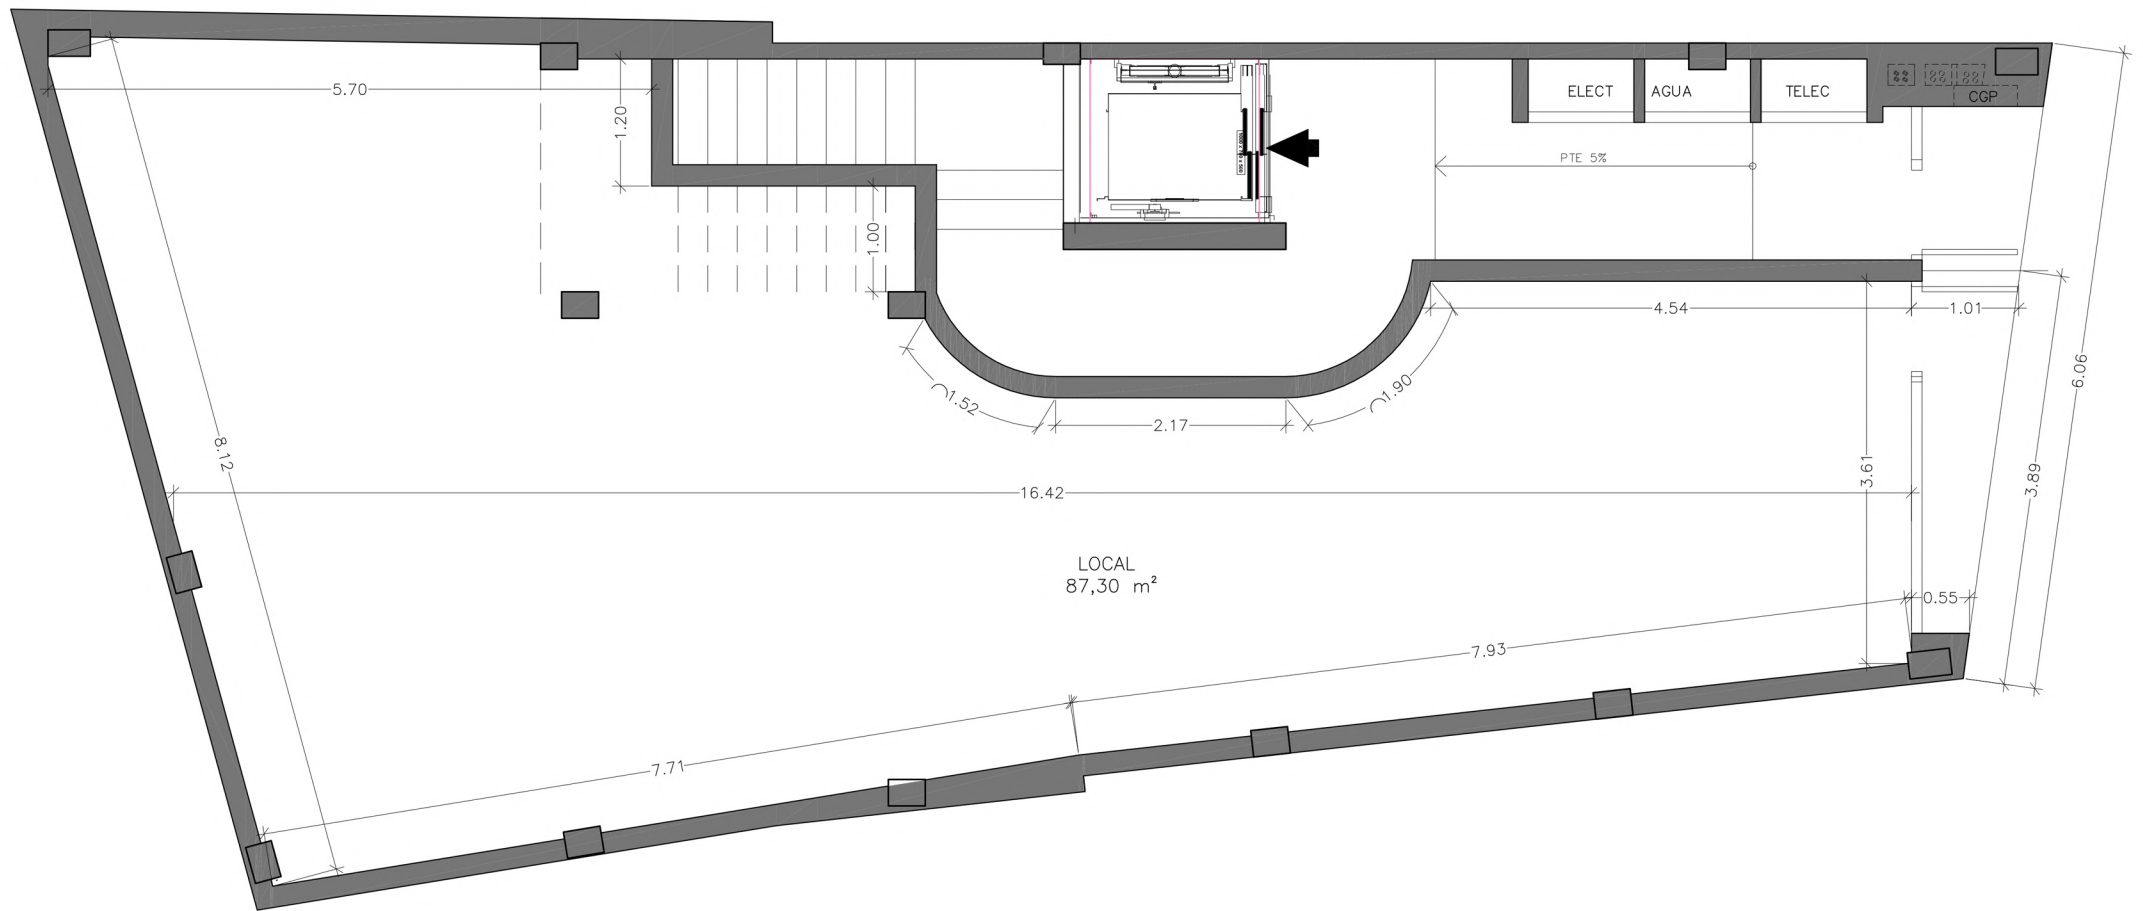 ELECT
AGUA
TELEC
CGP
5.70
1.20
PTE 5%
1.00
4.54
1.01
6.06
1.52
1.90
2.17
8.12
3.61
3.89
16.42
LOCAL
87,30 m²
0.55
7.93
7.71